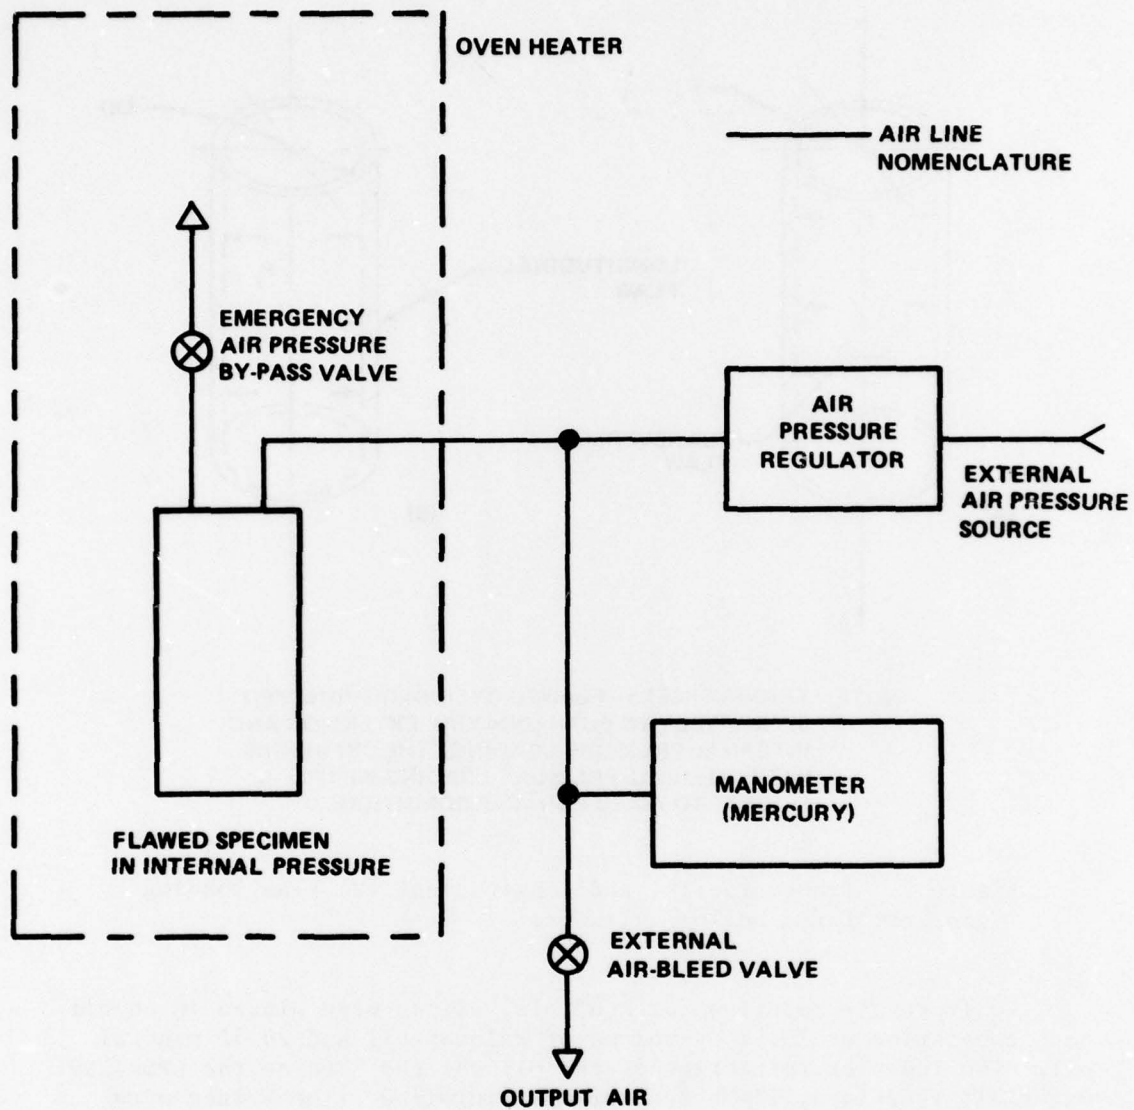 OVEN HEATER
AIR LINE
NOMENCLATURE
EMERGENCY
AIR PRESSURE
BY-PASS VALVE
AIR
PRESSURE
REGULATOR
EXTERNAL
AIR PRESSURE
SOURCE
MANOMETER
(MERCURY)
FLAWED SPECIMEN
IN INTERNAL PRESSURE
EXTERNAL
AIR-BLEED VALVE
OUTPUT AIR